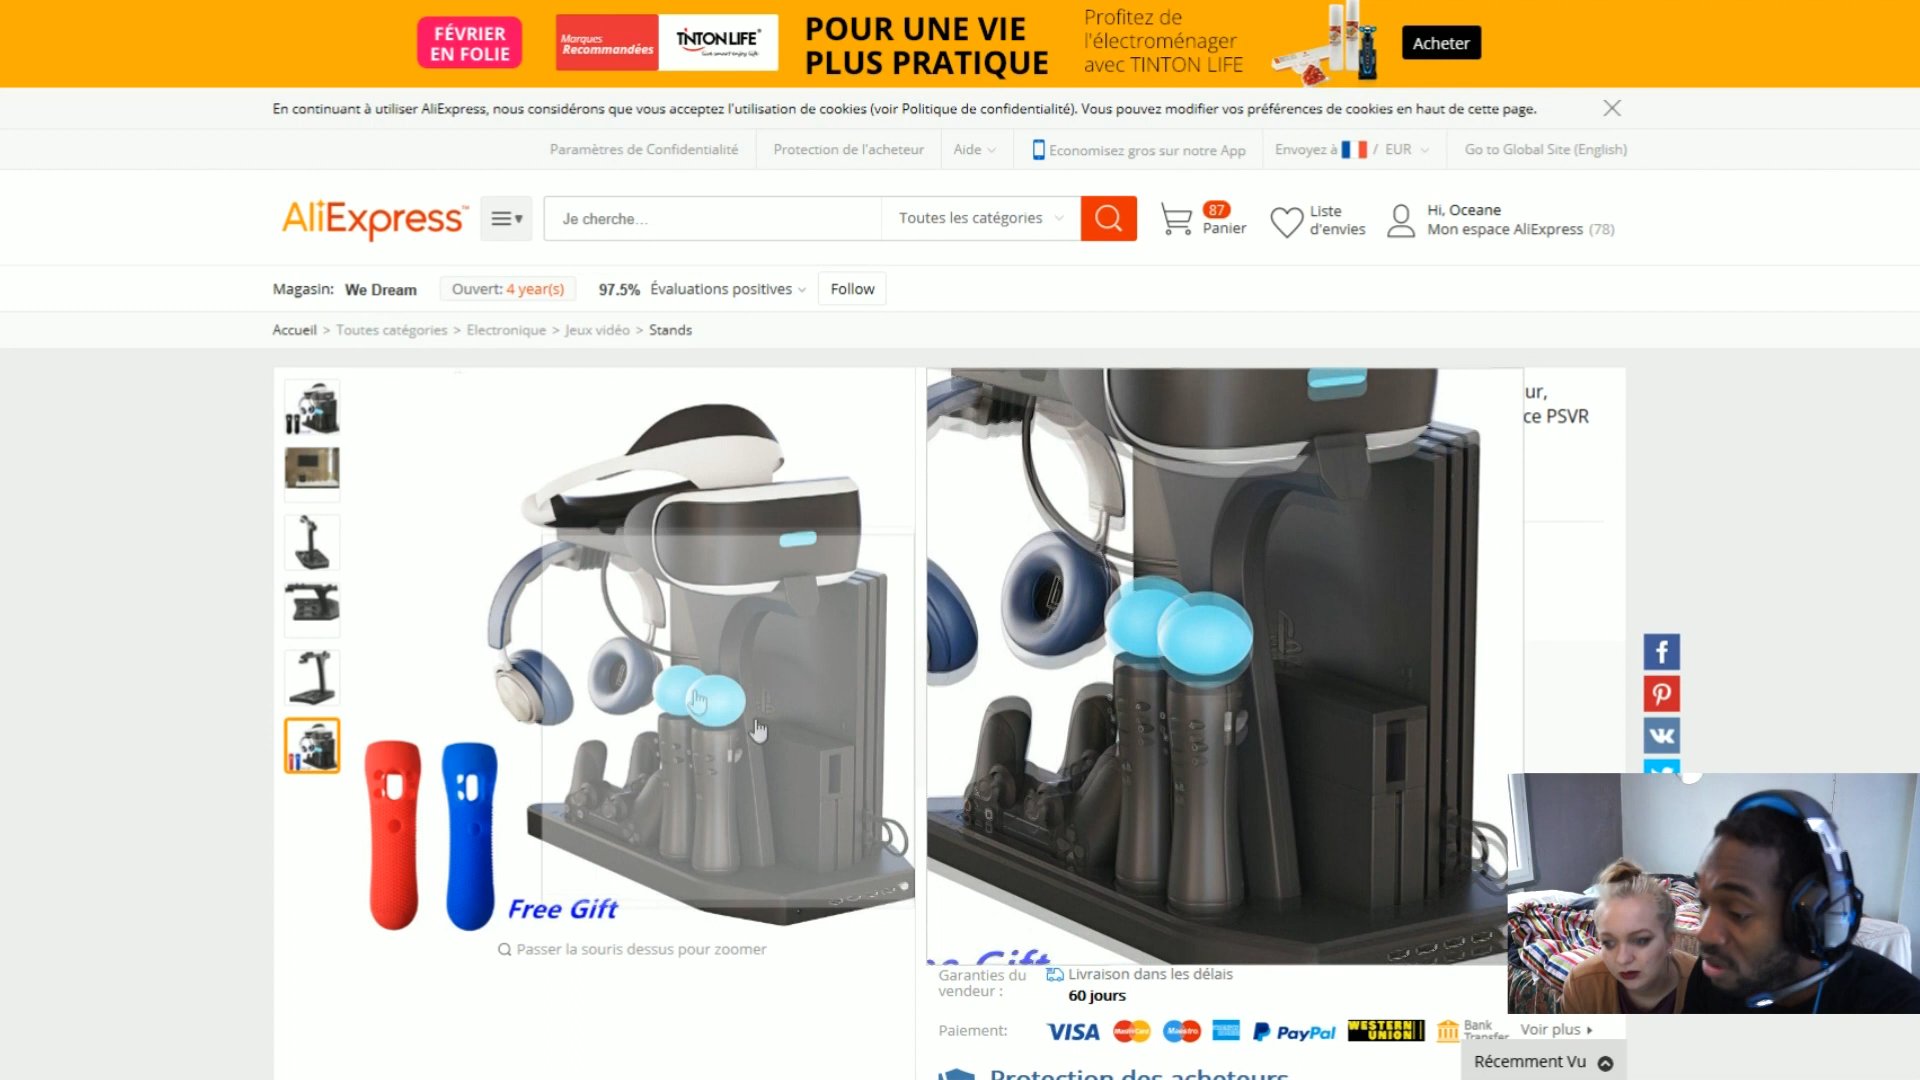 FÉVRIER
EN FOLIE
Marques
Recommandées
TINTON LIFE
POUR UNE VIE
PLUS PRATIQUE
Profitez de
l'électroménager
avec TINTON LIFE
Acheter
En continuant à utiliser AliExpress, nous considérons que vous acceptez l'utilisation de cookies (voir Politique de confidentialité). Vous pouvez modifier vos préférences de cookies en haut de cette page.
Paramètres de Confidentialité
Protection de l'acheteur
Aide
Economisez gros sur notre App
Envoyez à / EUR
Go to Global Site (English)
AliExpress
Je cherche...
Toutes les catégories
87
Panier
Liste
d'envies
Hi, Oceane
Mon espace AliExpress (78)
Magasin: We Dream
Ouvert: 4 year(s)
97.5% Évaluations positives
Follow
Accueil > Toutes catégories > Electronique > Jeux vidéo > Stands
ur,
ce PSVR
Free Gift
Passer la souris dessus pour zoomer
Gift
Garanties du
vendeur :
Livraison dans les délais
60 jours
Paiement:
VISA
MasterCard
Maestro
PayPal
WESTERN
UNION
Bank
Transfer
Voir plus
Récemment Vu
Protection des acheteurs